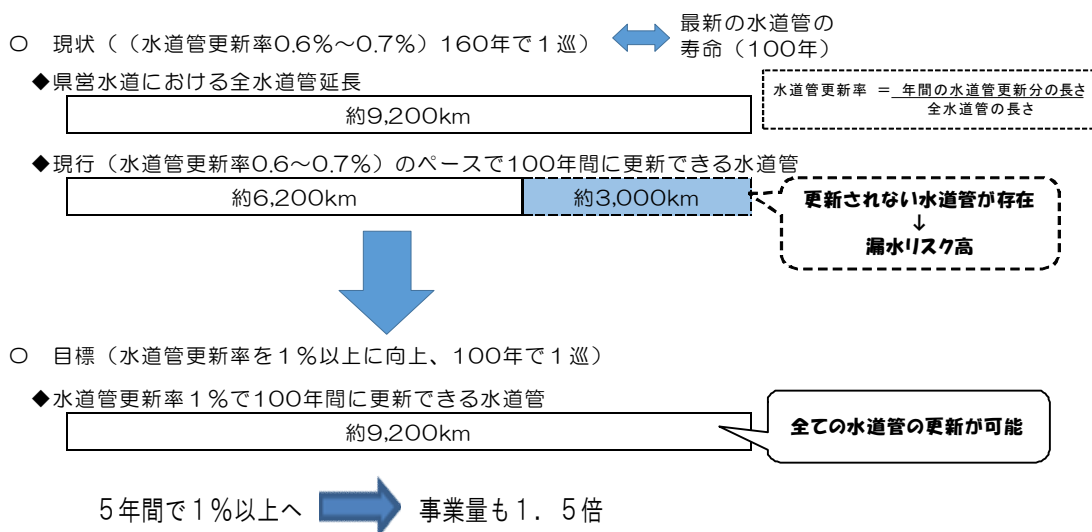 〇　現状（（水道管更新率0.6％～0.7％）160年で１巡）
最新の水道管の
寿命（100年）
◆県営水道における全水道管延長
約9,200km
水道管更新率 ＝ 年間の水道管更新分の長さ
全水道管の長さ
◆現行（水道管更新率0.6～0.7％）のペースで100年間に更新できる水道管
約6,200km
約3,000km
更新されない水道管が存在
↓
漏水リスク高
〇　目標（水道管更新率を１％以上に向上、100年で１巡）
◆水道管更新率１％で100年間に更新できる水道管
約9,200km
全ての水道管の更新が可能
５年間で１％以上へ
事業量も１．５倍